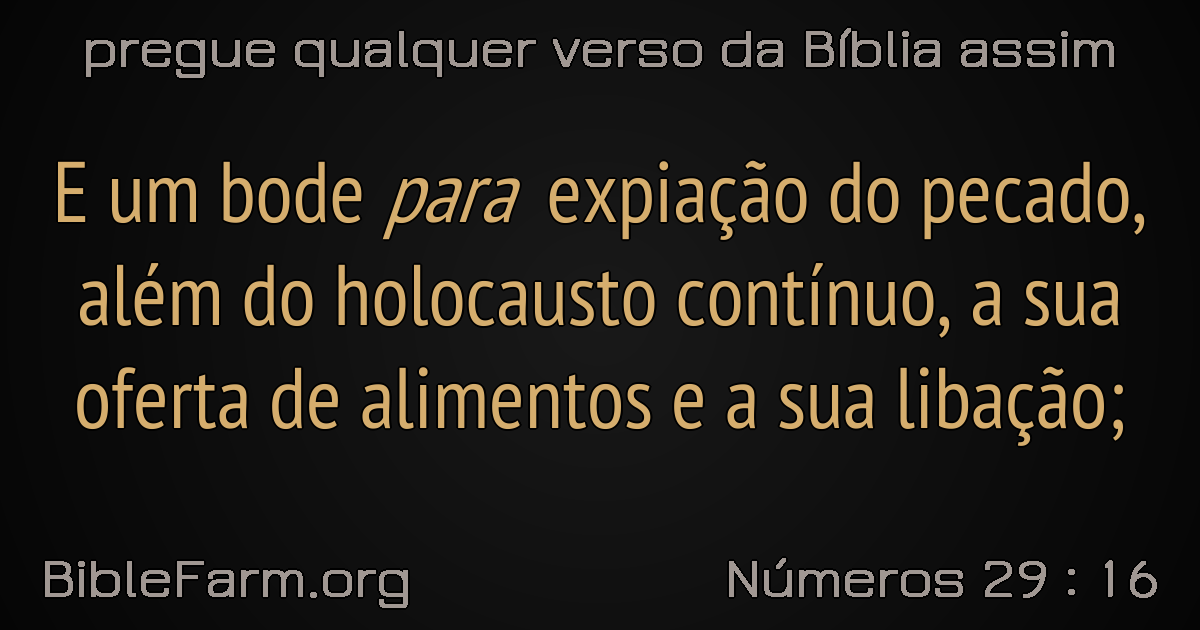 pregue qualquer verso da Bíblia assim
E um bode para expiação do pecado,
além do holocausto contínuo, a sua
oferta de alimentos e a sua libação;
BibleFarm.org
Números 29 : 16